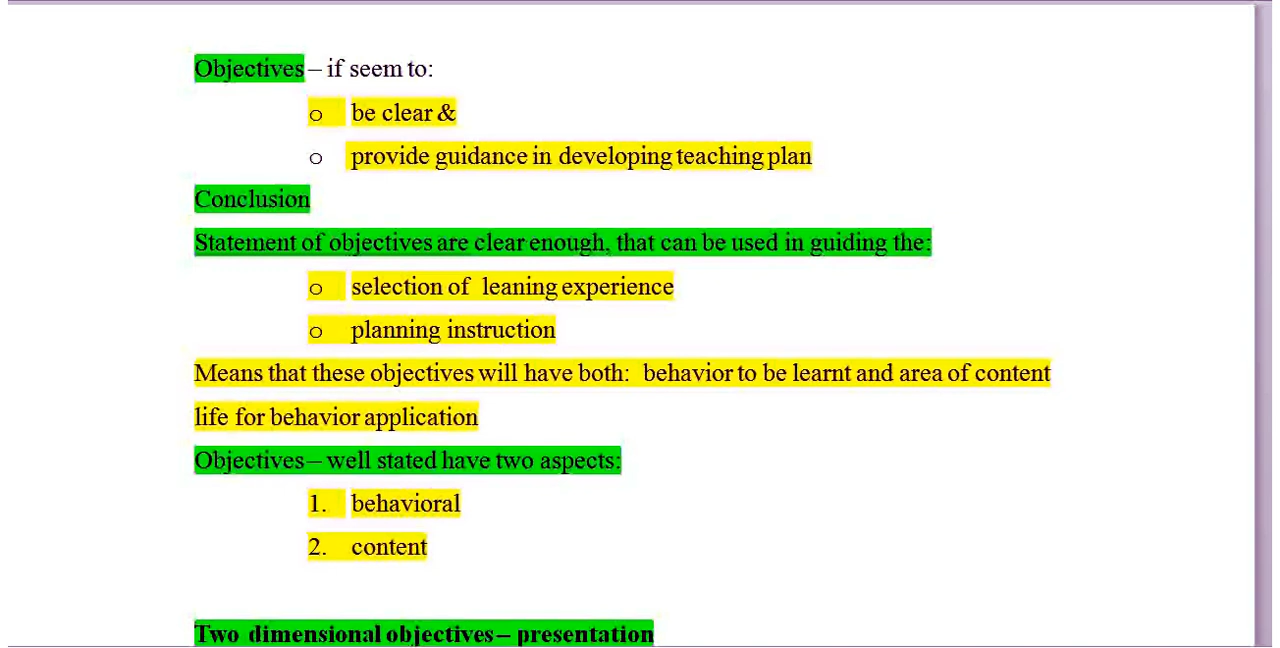 Objectives – if seem to:
o be clear &
o provide guidance in developing teaching plan
Conclusion
Statement of objectives are clear enough, that can be used in guiding the:
o selection of leaning experience
o planning instruction
Means that these objectives will have both: behavior to be learnt and area of content
life for behavior application
Objectives – well stated have two aspects:
1. behavioral
2. content
Two dimensional objectives – presentation